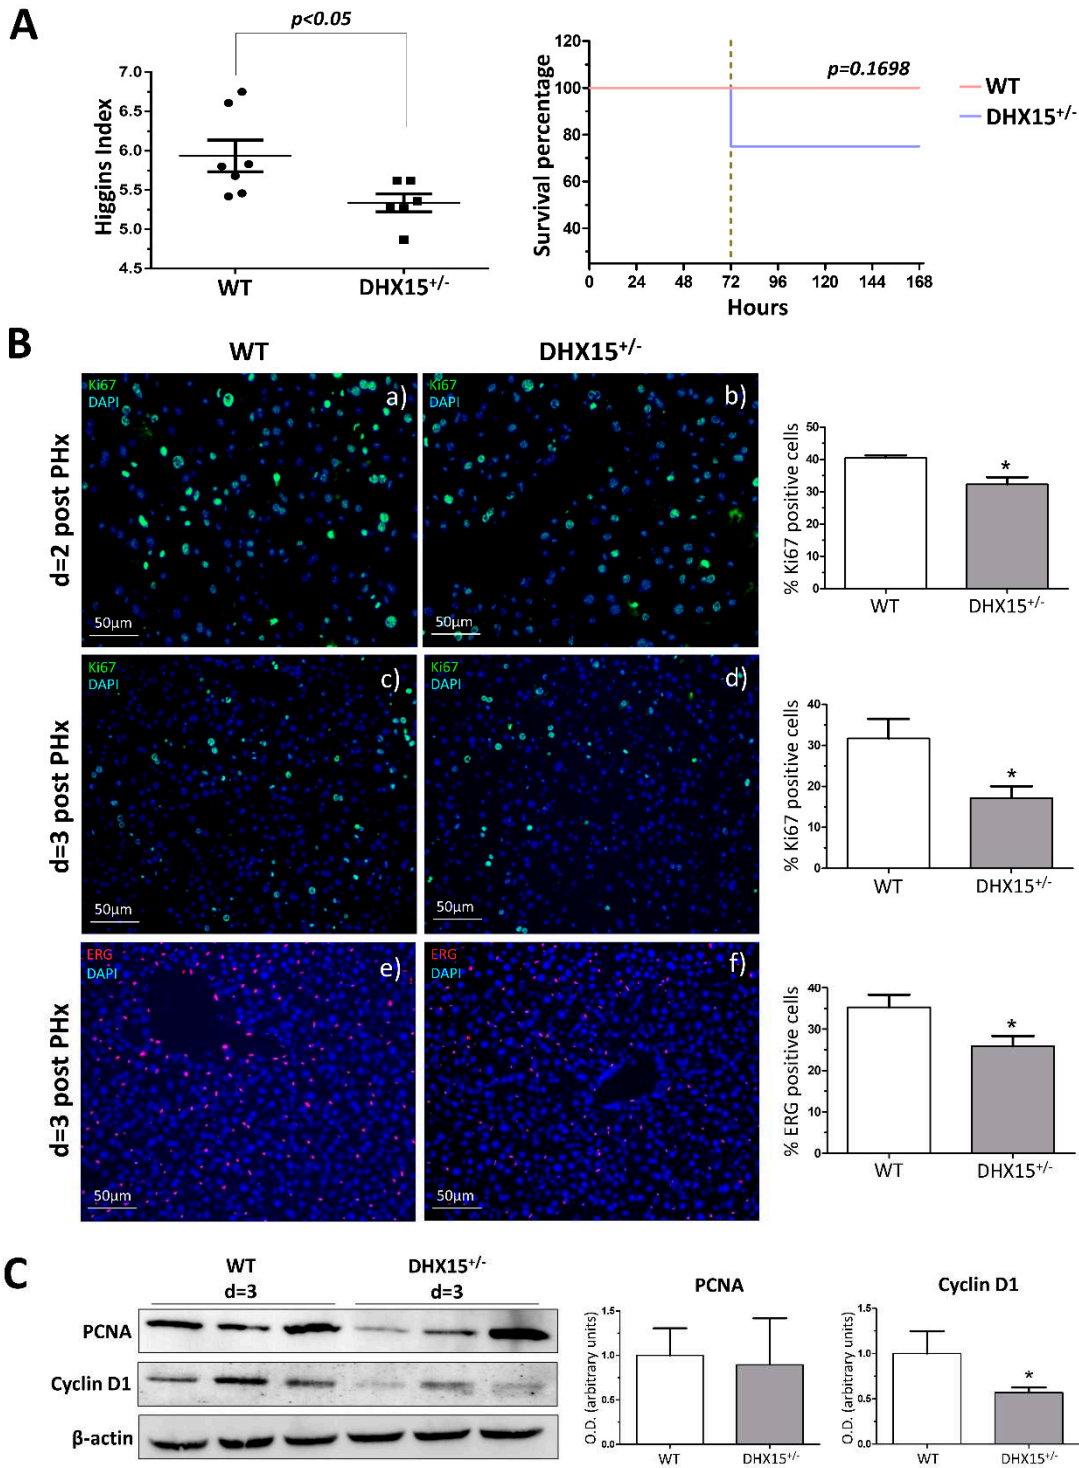 A
p<0.05
7.0
6.5
6.0
5.5
5.0
4.5
Higgins Index
WT
DHX15+/-
120
100
80
60
40
Survival percentage
p=0.1698
WT
DHX15+/-
0 24 48 72 96 120 144 168
Hours
B
WT
DHX15+/-
d=2 post PHx
Ki67
DAPI
a)
50µm
Ki67
DAPI
b)
50µm
50
40
30
20
10
0
% Ki67 positive cells
*
WT
DHX15+/-
d=3 post PHx
Ki67
DAPI
c)
50µm
Ki67
DAPI
d)
50µm
40
30
20
10
0
% Ki67 positive cells
*
WT
DHX15+/-
d=3 post PHx
ERG
DAPI
e)
50µm
ERG
DAPI
f)
50µm
40
30
20
10
0
% ERG positive cells
*
WT
DHX15+/-
C
WT
d=3
DHX15+/-
d=3
PCNA
Cyclin D1
β-actin
PCNA
1.5
1.0
0.5
0.0
O.D. (arbitrary units)
WT
DHX15+/-
Cyclin D1
1.5
1.0
0.5
0.0
O.D. (arbitrary units)
*
WT
DHX15+/-